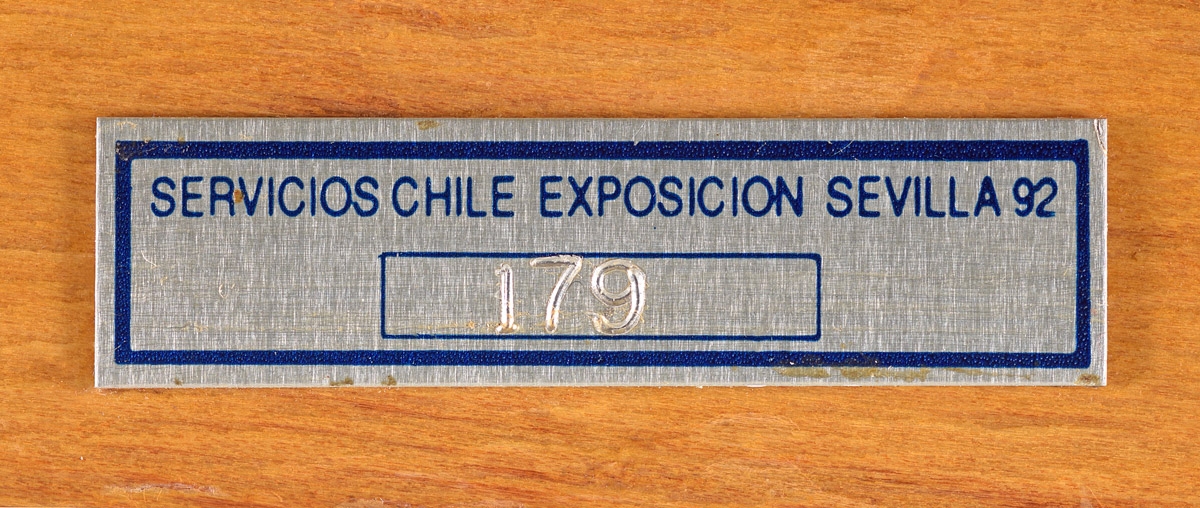 SERVICIOS CHILE EXPOSICION SEVILLA 92
179